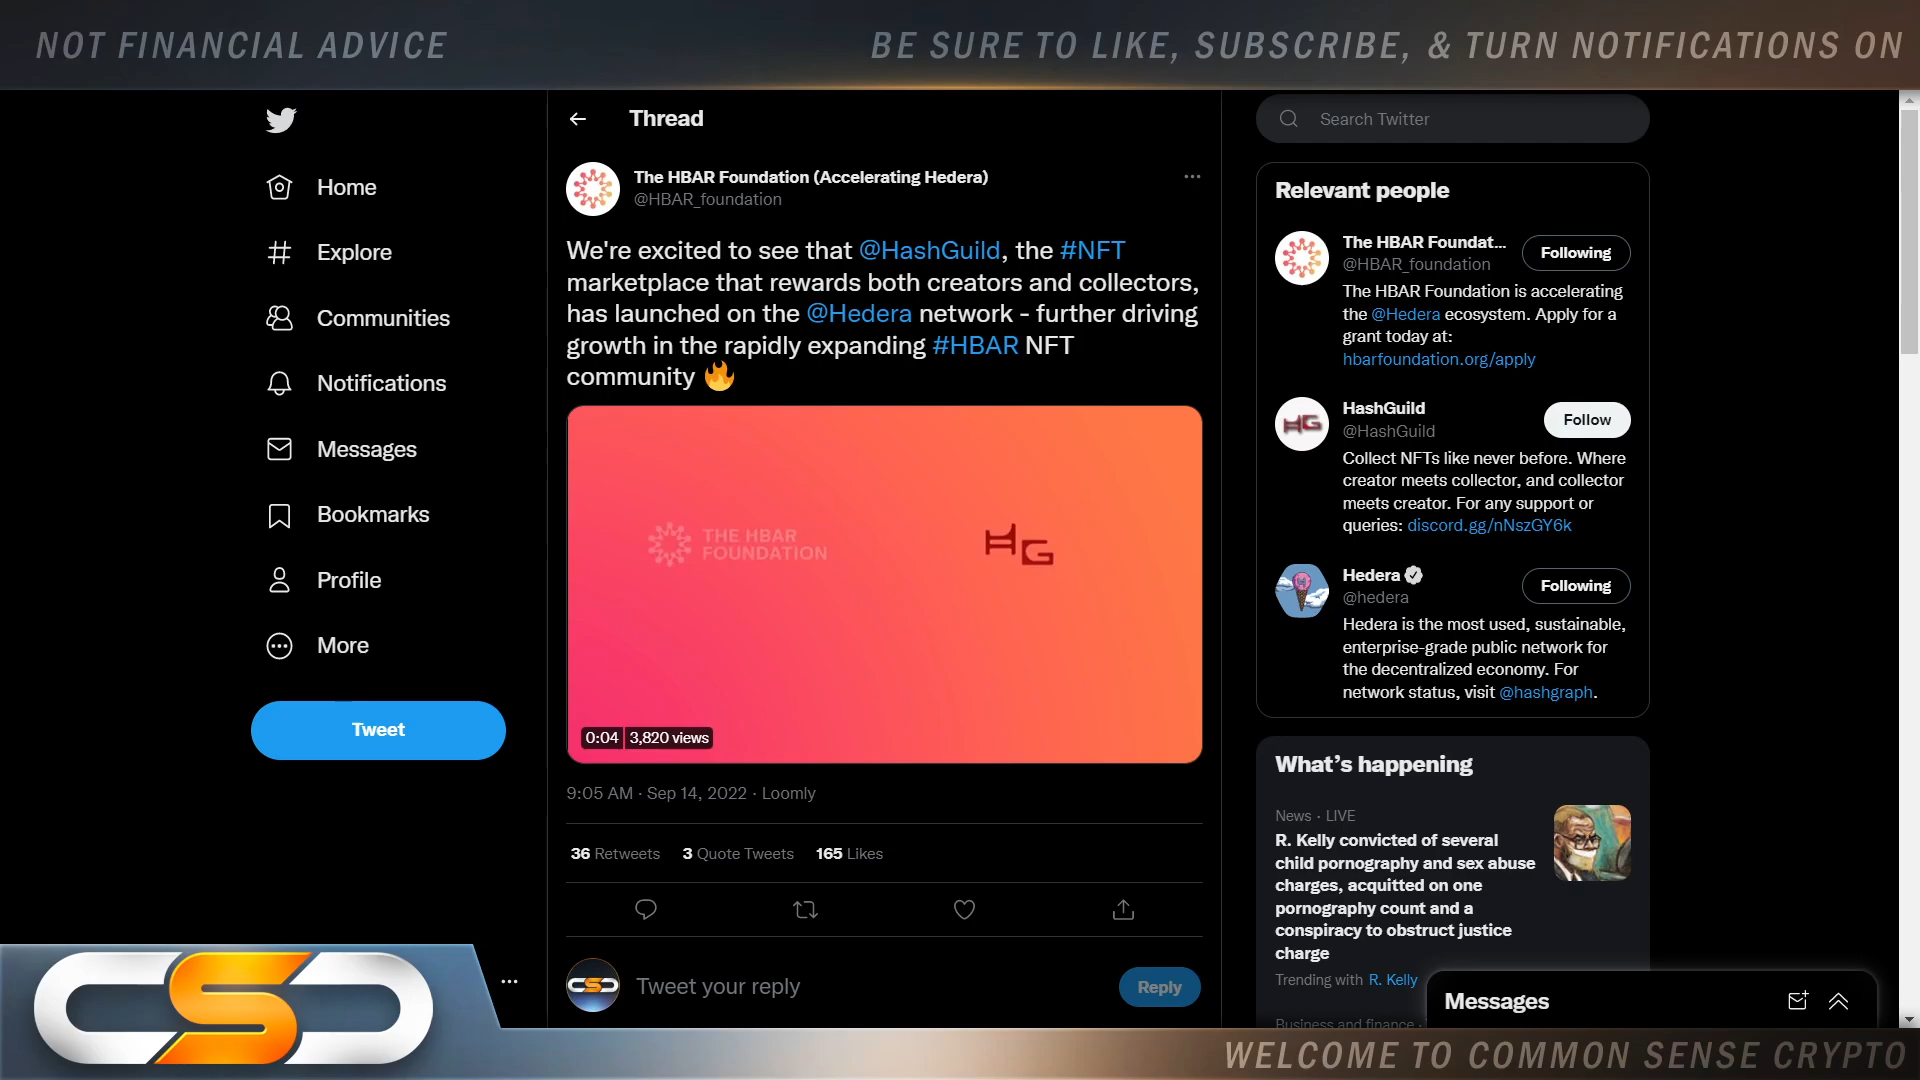 NOT FINANCIAL ADVICE
BE SURE TO LIKE, SUBSCRIBE, & TURN NOTIFICATIONS ON
Home
Explore
Communities
Notifications
Messages
Bookmarks
Profile
More
Tweet
Thread
The HBAR Foundation (Accelerating Hedera)
@HBAR_foundation
We're excited to see that @HashGuild, the #NFT
marketplace that rewards both creators and collectors,
has launched on the @Hedera network - further driving
growth in the rapidly expanding #HBAR NFT
community 🔥
THE HBAR
FOUNDATION
HG
0:04 3,820 views
9:05 AM · Sep 14, 2022 · Loomly
36 Retweets 3 Quote Tweets 165 Likes
Tweet your reply
Reply
Search Twitter
Relevant people
The HBAR Foundat...
Following
@HBAR_foundation
The HBAR Foundation is accelerating
the @Hedera ecosystem. Apply for a
grant today at:
hbarfoundation.org/apply
HG
HashGuild
Follow
@HashGuild
Collect NFTs like never before. Where
creator meets collector, and collector
meets creator. For any support or
queries: discord.gg/nNszGY6k
Hedera
Following
@hedera
Hedera is the most used, sustainable,
enterprise-grade public network for
the decentralized economy. For
network status, visit @hashgraph.
What's happening
News · LIVE
R. Kelly convicted of several
child pornography and sex abuse
charges, acquitted on one
pornography count and a
conspiracy to obstruct justice
charge
Trending with R. Kelly
Business and finance ·
Messages
CSC
WELCOME TO COMMON SENSE CRYPTO